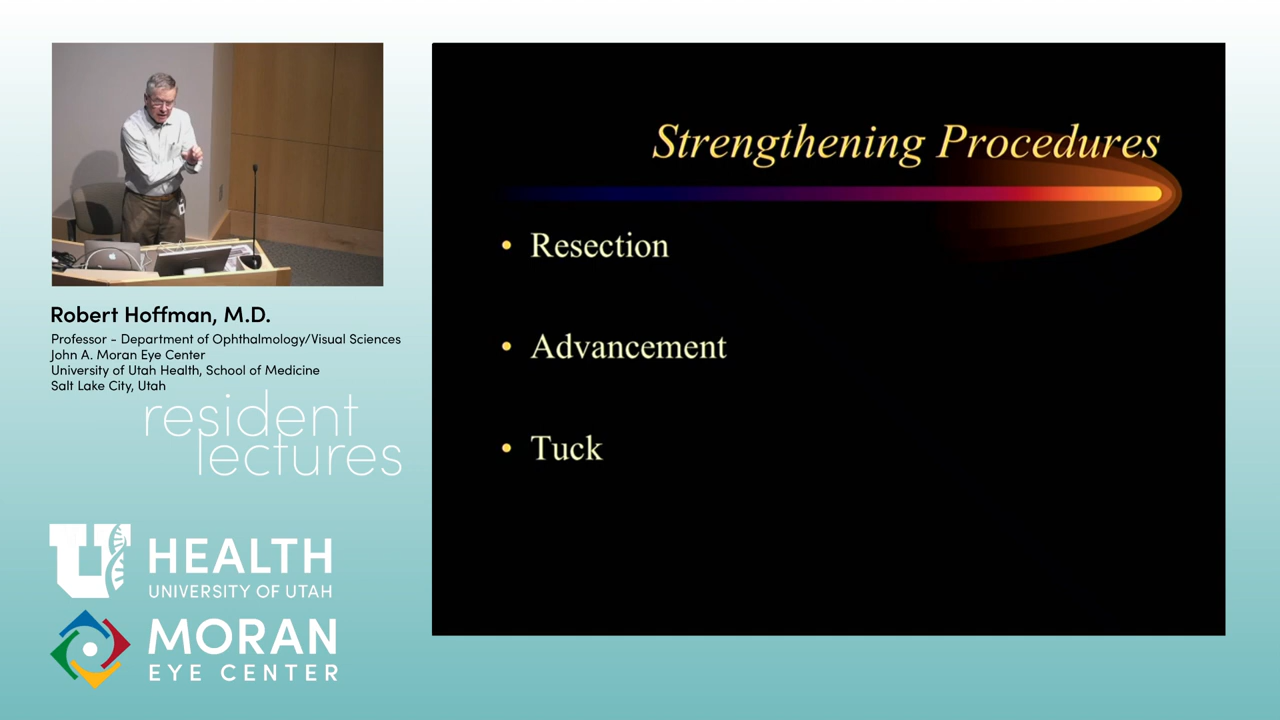 Strengthening Procedures
• Resection
• Advancement
• Tuck
Robert Hoffman, M.D.
Professor - Department of Ophthalmology/Visual Sciences
John A. Moran Eye Center
University of Utah Health, School of Medicine
Salt Lake City, Utah
resident
lectures
U HEALTH
UNIVERSITY OF UTAH
MORAN
EYE CENTER